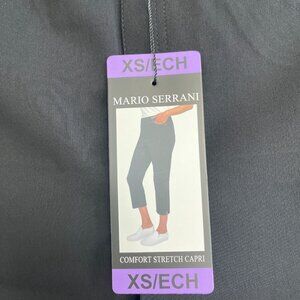 XS/ECH
MARIO SERRANI
COMFORT STRETCH CAPRI
XS/ECH